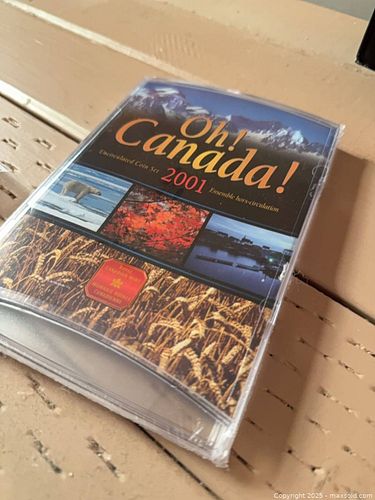 Oh!
Canada!
Uncirculated Coin Set 2001 Ensemble hors-circulation
Copyright 2025 - maxsold.com